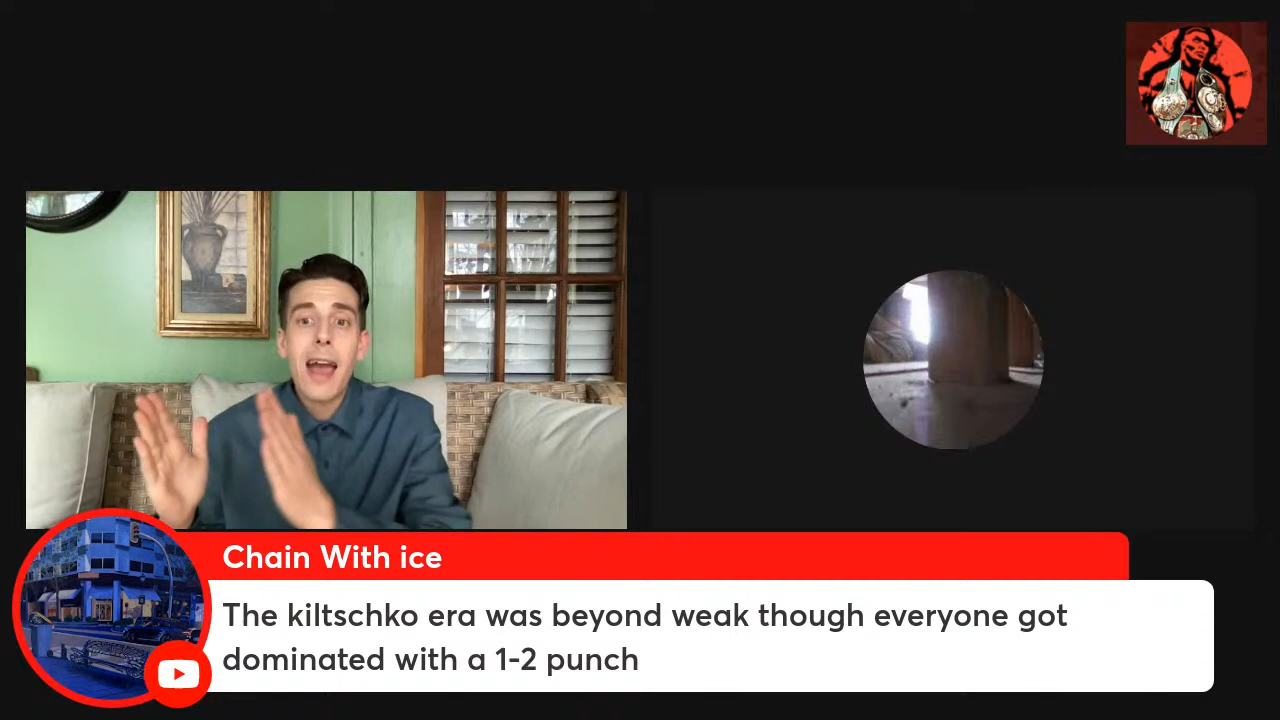 Chain With ice
The kiltschko era was beyond weak though everyone got
dominated with a 1-2 punch